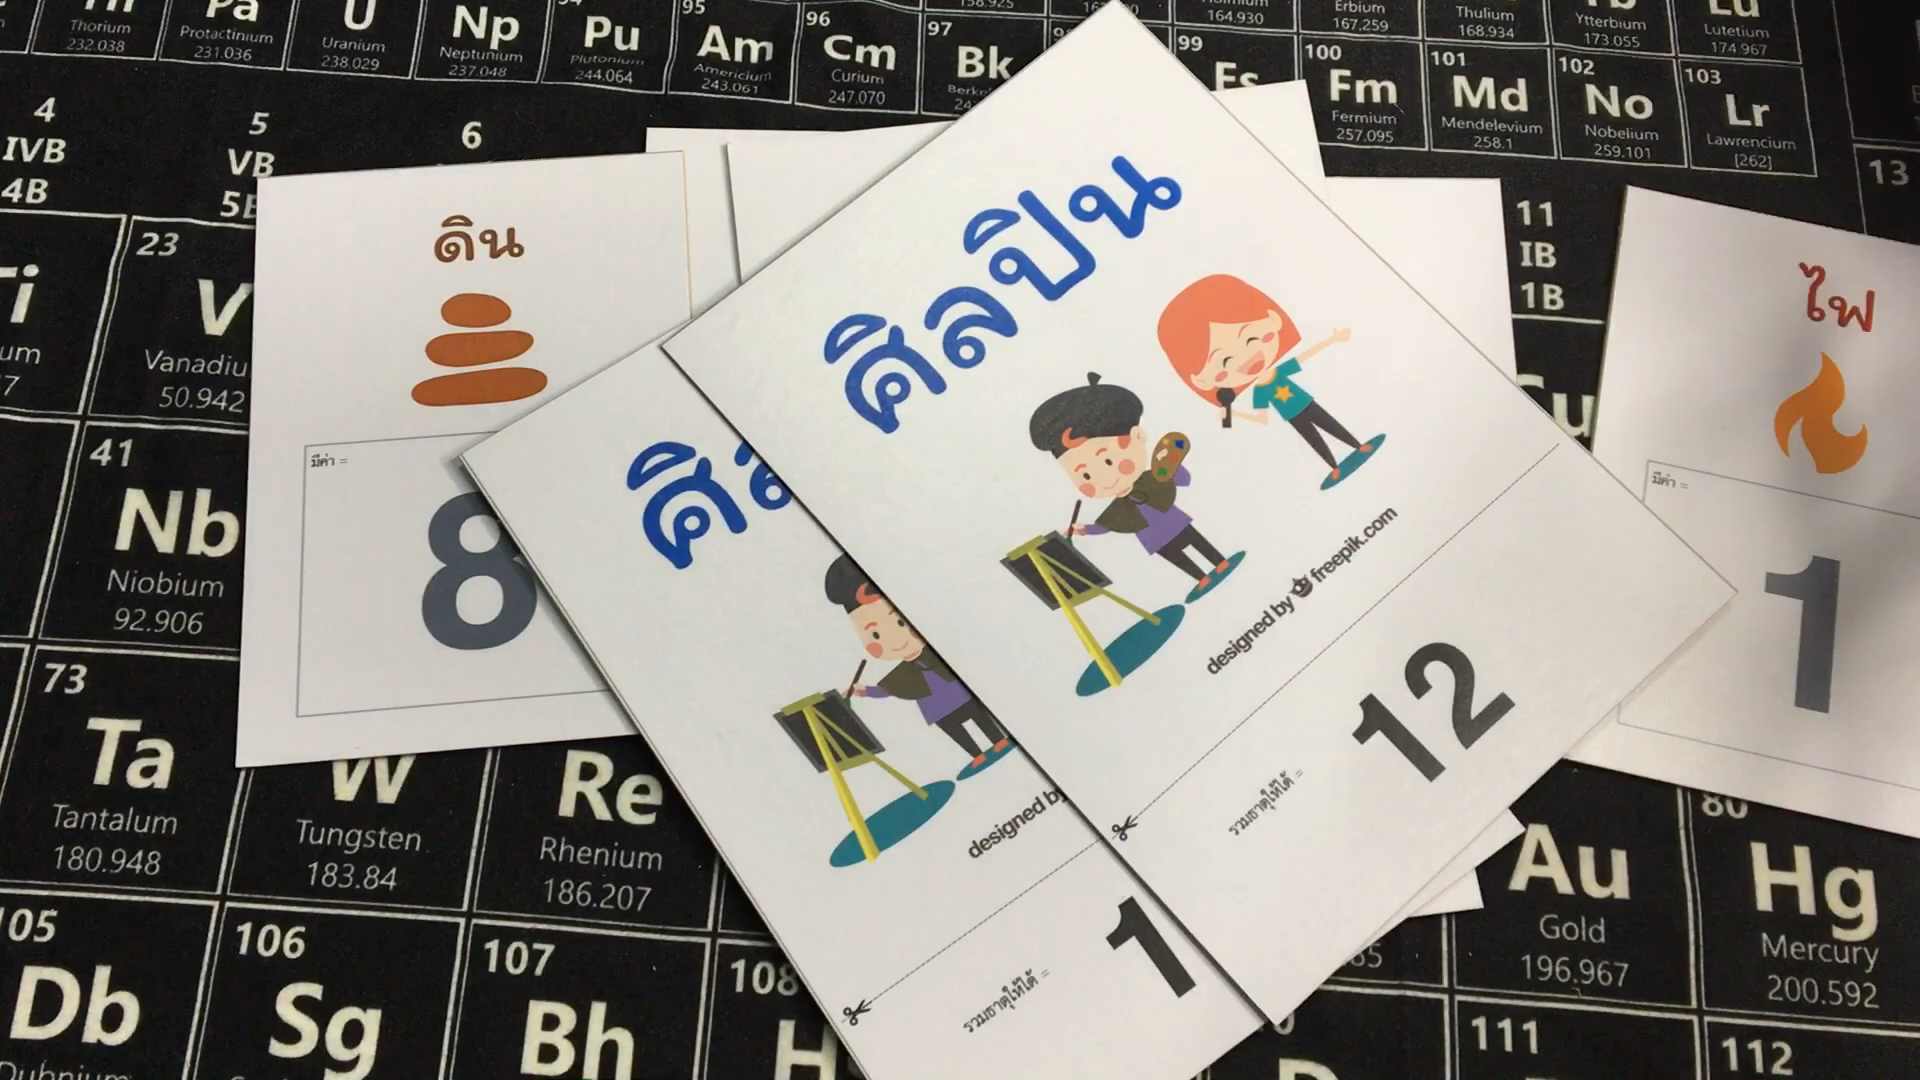 Thorium
232.038
Pa
Protactinium
231.036
U
Uranium
238.029
Np
Neptunium
237.048
Pu
Plutonium
244.064
95
Am
Americium
243.061
96
Cm
Curium
247.070
97
Bk
99
Es
164.930
Erbium
167.259
Thulium
168.934
Ytterbium
173.055
Lu
Lutetium
174.967
100
Fm
Fermium
257.095
101
Md
Mendelevium
258.1
102
No
Nobelium
259.101
103
Lr
Lawrencium
[262]
13
4
IVB
4B
5
VB
6
11
IB
1B
23
V
50.942
41
Nb
Niobium
92.906
73
Ta
Tantalum
180.948
W
Tungsten
183.84
Re
Rhenium
186.207
105
Db
106
Sg
107
Bh
108
Cu
80
Au
Gold
196.967
Hg
Mercury
200.592
111
112
ดิน
มีค่า =
8
ศิลปิน
designed by freepik.com
รวมธาตุให้ได้ =
12
designed by
รวมธาตุให้ได้ =
1
ไฟ
มีค่า =
1